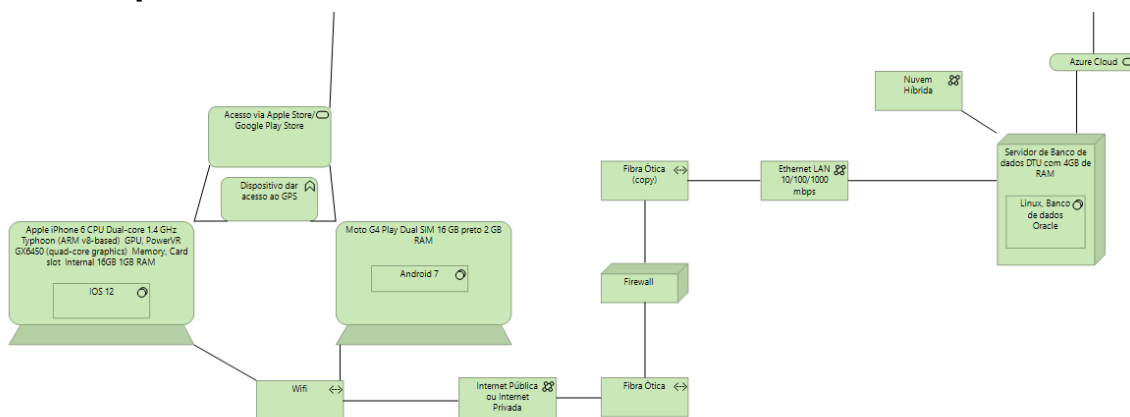 Azure Cloud
Nuvem
Híbrida
Acesso via Apple Store/
Google Play Store
Servidor de Banco de
dados DTU com 4GB de
RAM
Fibra Ótica
(copy)
Ethernet LAN
10/100/1000
mbps
Dispositivo dar
acesso ao GPS
Linux, Banco
de dados
Oracle
Apple iPhone 6 CPU Dual-core 1.4 GHz
Typhoon (ARM v8-based) GPU, PowerVR
GX6450 (quad-core graphics) Memory, Card
slot Internal 16GB 1GB RAM
Moto G4 Play Dual SIM 16 GB preto 2 GB
RAM
Android 7
Firewall
IOS 12
Wifi
Internet Pública
ou Internet
Privada
Fibra Ótica